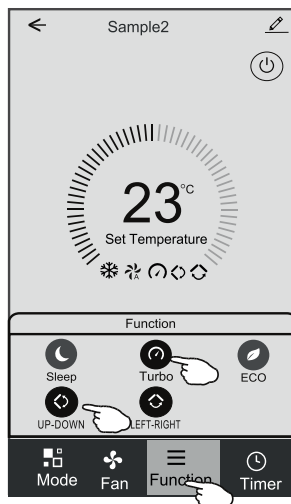 Sample2
23°C
Set Temperature
A
Function
Sleep
Turbo
ECO
UP-DOWN
LEFT-RIGHT
Mode
Fan
Function
Timer